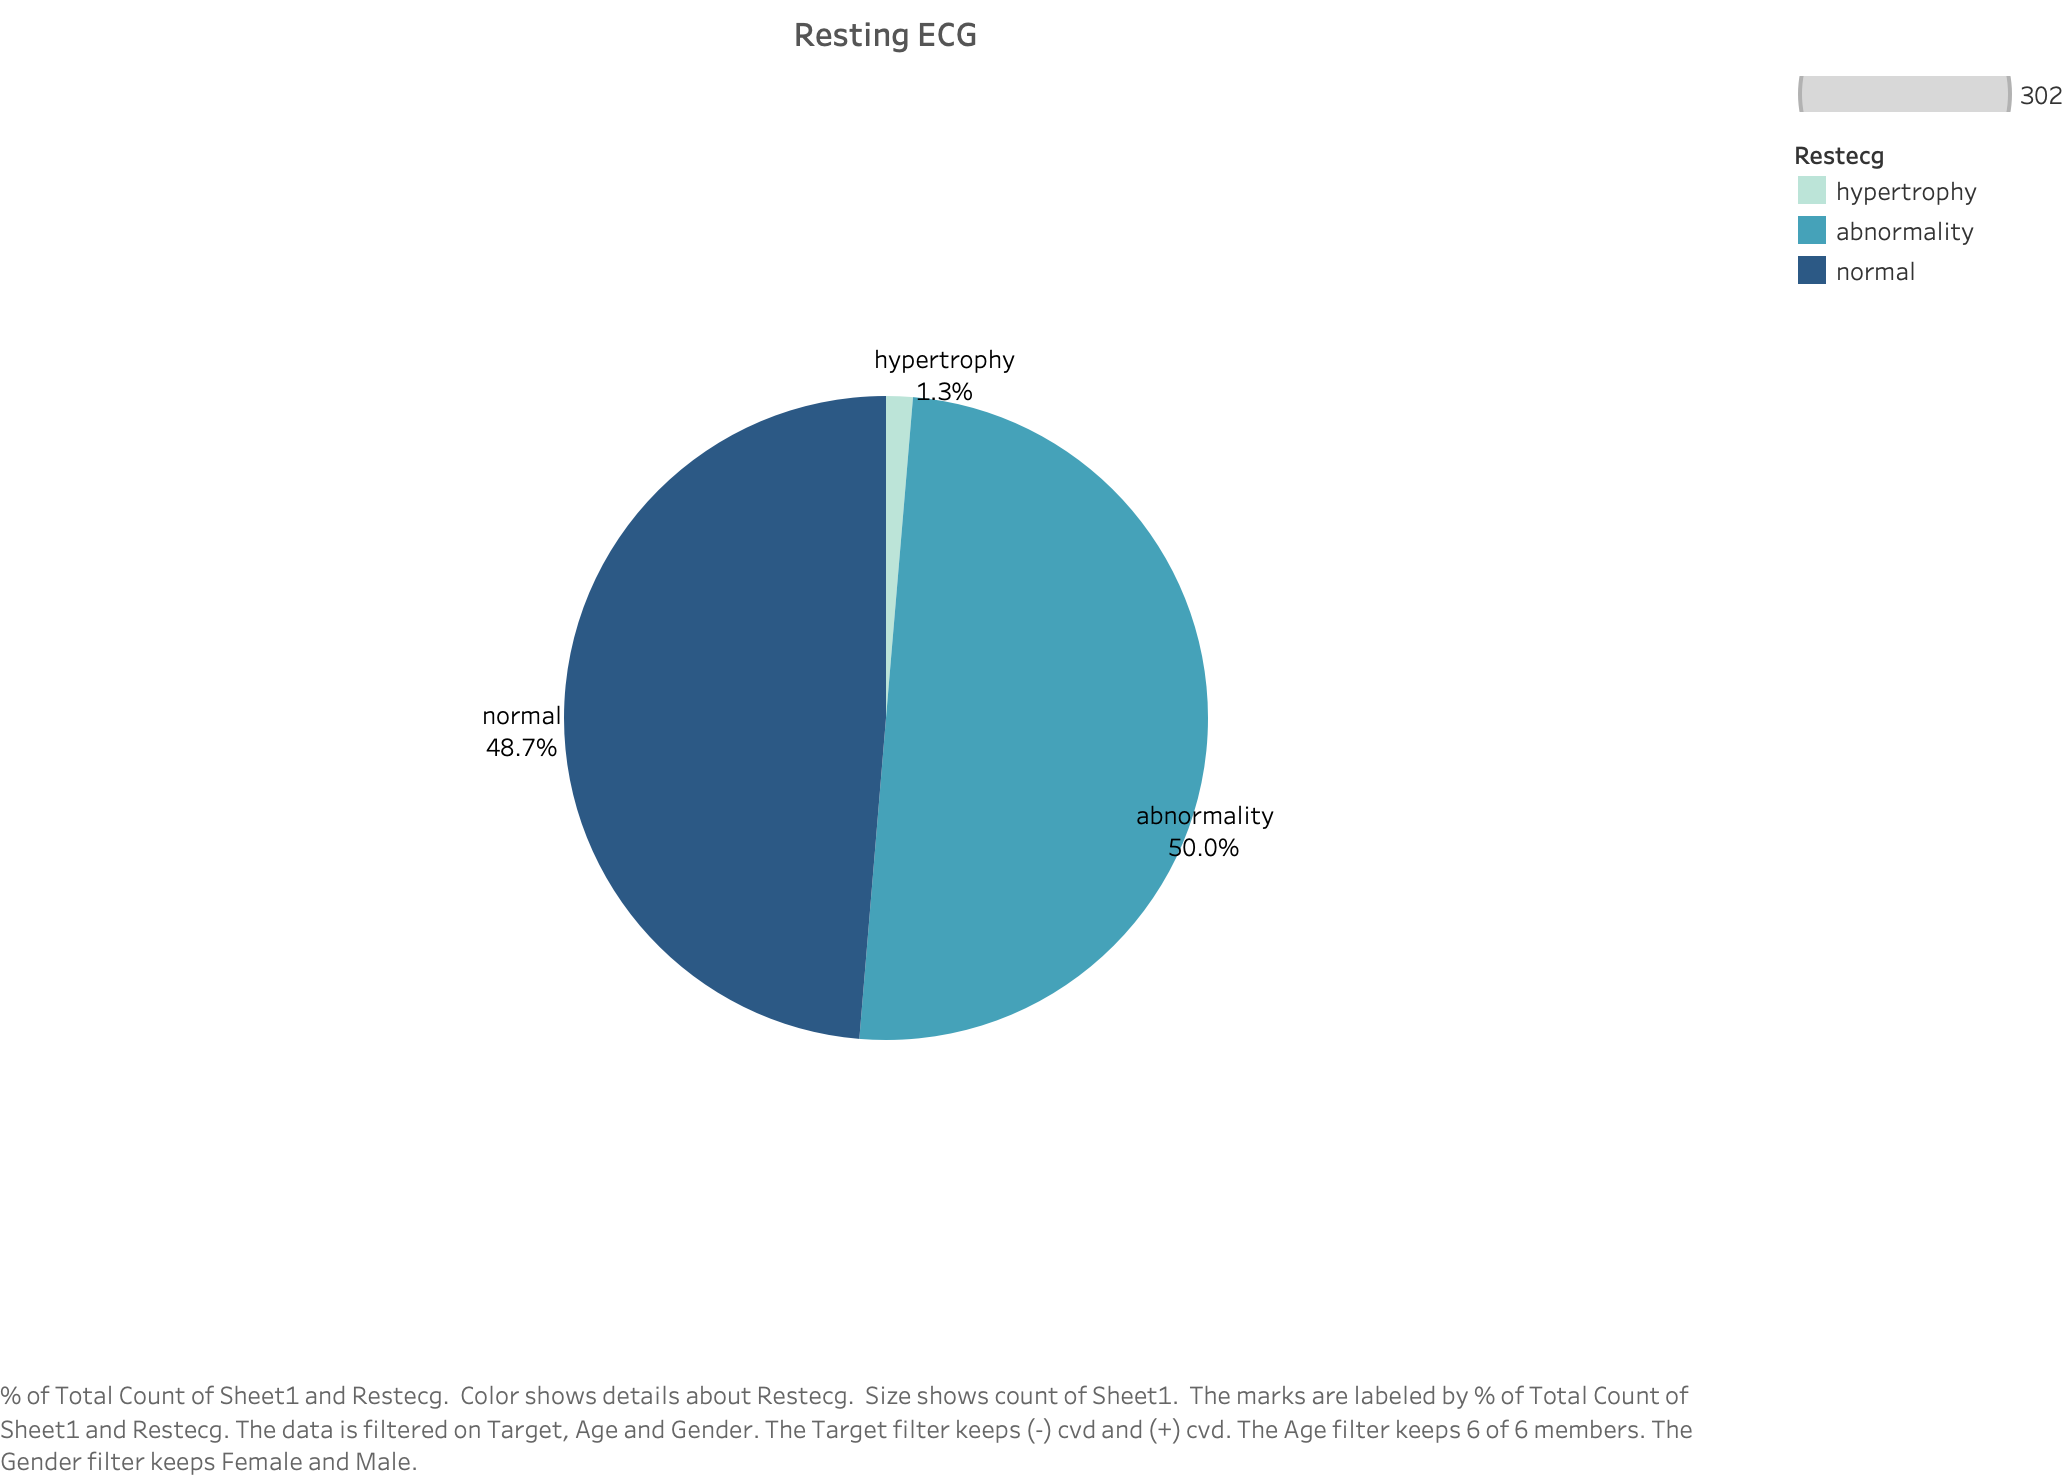 Resting ECG
302
Restecg
hypertrophy
abnormality
normal
hypertrophy
1.3%
normal
48.7%
abnormality
50.0%
% of Total Count of Sheet1 and Restecg.  Color shows details about Restecg.  Size shows count of Sheet1.  The marks are labeled by % of Total Count of
Sheet1 and Restecg. The data is filtered on Target, Age and Gender. The Target filter keeps (-) cvd and (+) cvd. The Age filter keeps 6 of 6 members. The
Gender filter keeps Female and Male.